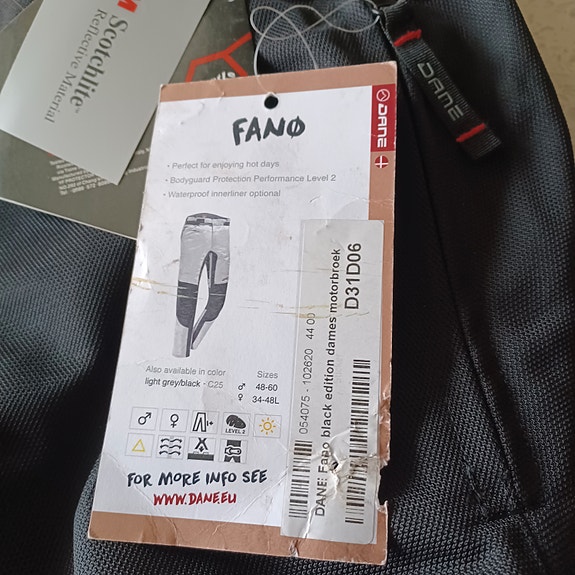 M Scotchlite™
Reflective Material
DANE
DANE
FANØ
• Perfect for enjoying hot days
• Bodyguard Protection Performance Level 2
• Waterproof innerliner optional
Also available in color
light grey/black - C25
Sizes
♂ 48-60
♀ 34-48L
LEVEL 2
FOR MORE INFO SEE
WWW.DANE.EU
054075 - 102620 44 00
DANE: Fano black edition dames motorbroek
D31D06